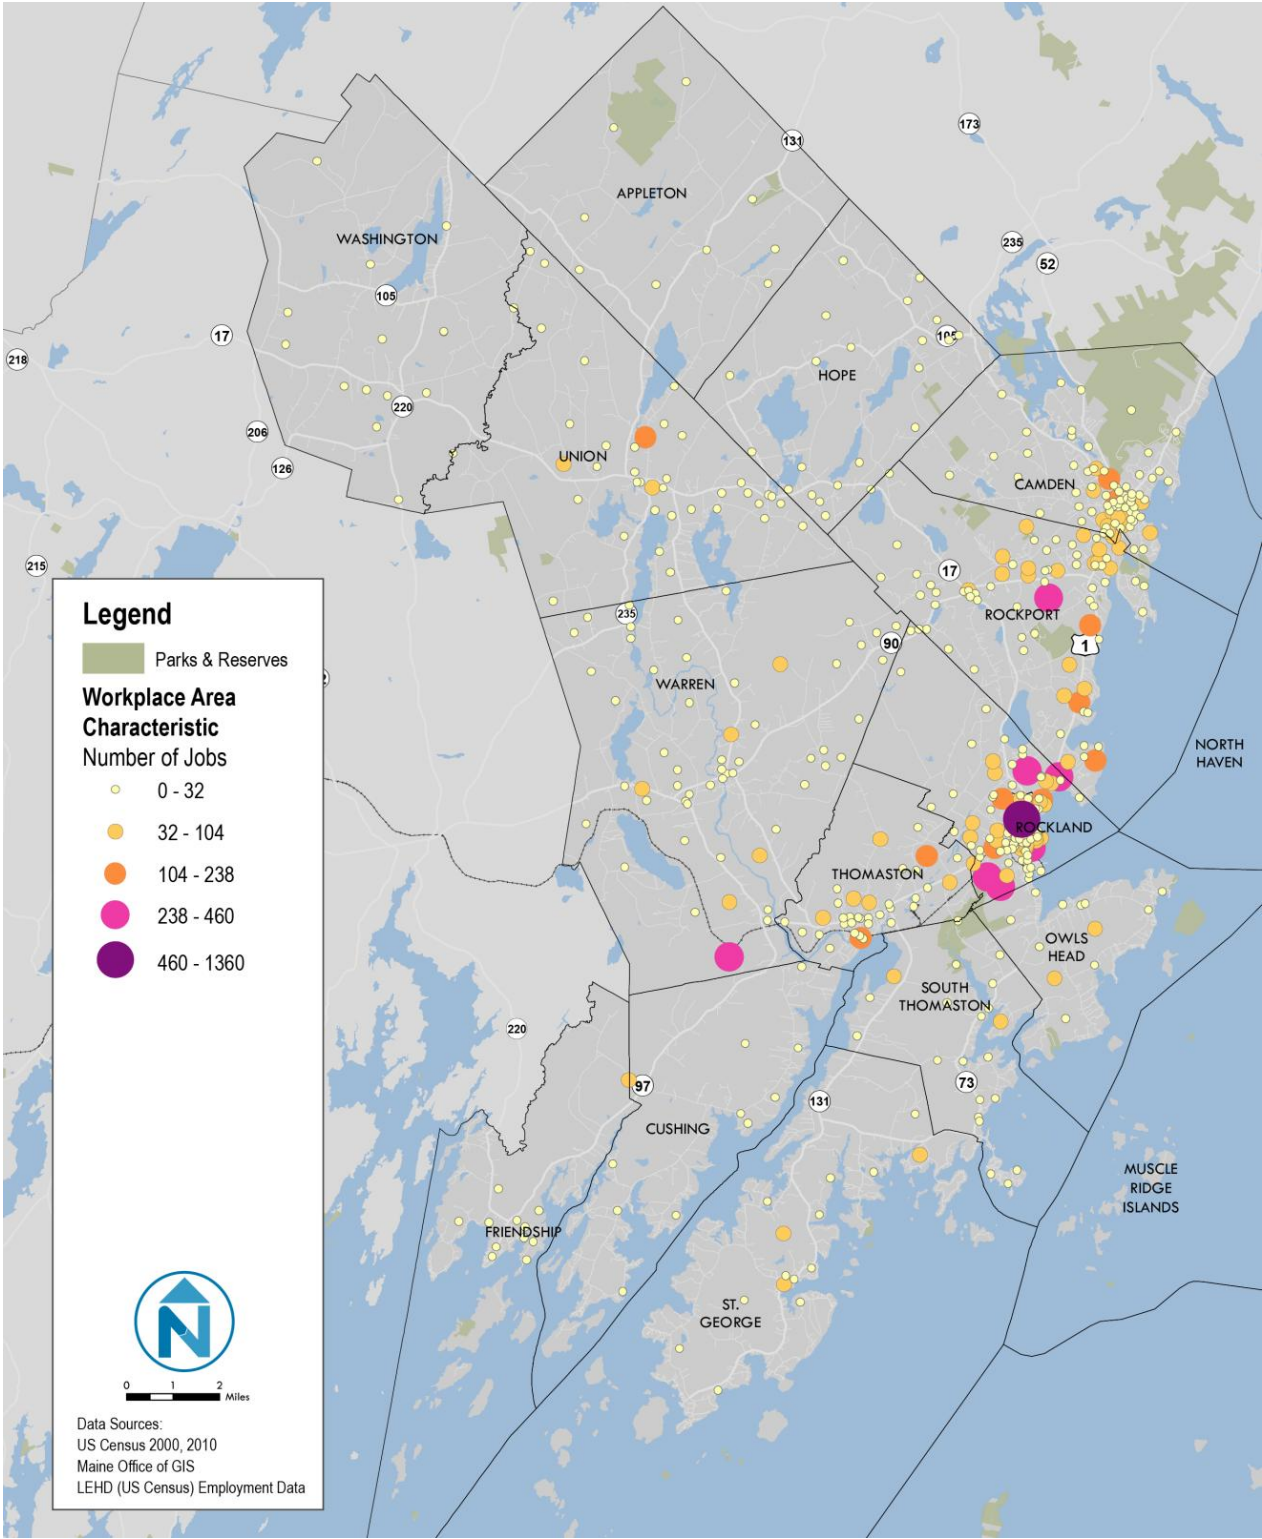 131
173
APPLETON
WASHINGTON
235
52
105
17
105
218
HOPE
220
206
126
UNION
CAMDEN
215
17
235
ROCKPORT
90
1
WARREN
NORTH
HAVEN
ROCKLAND
THOMASTON
OWLS
HEAD
SOUTH
THOMASTON
220
97
73
131
CUSHING
MUSCLE
RIDGE
ISLANDS
FRIENDSHIP
ST.
GEORGE
Legend
Parks & Reserves
Workplace Area
Characteristic
Number of Jobs
0 - 32
32 - 104
104 - 238
238 - 460
460 - 1360
N
0 1 2
Miles
Data Sources:
US Census 2000, 2010
Maine Office of GIS
LEHD (US Census) Employment Data